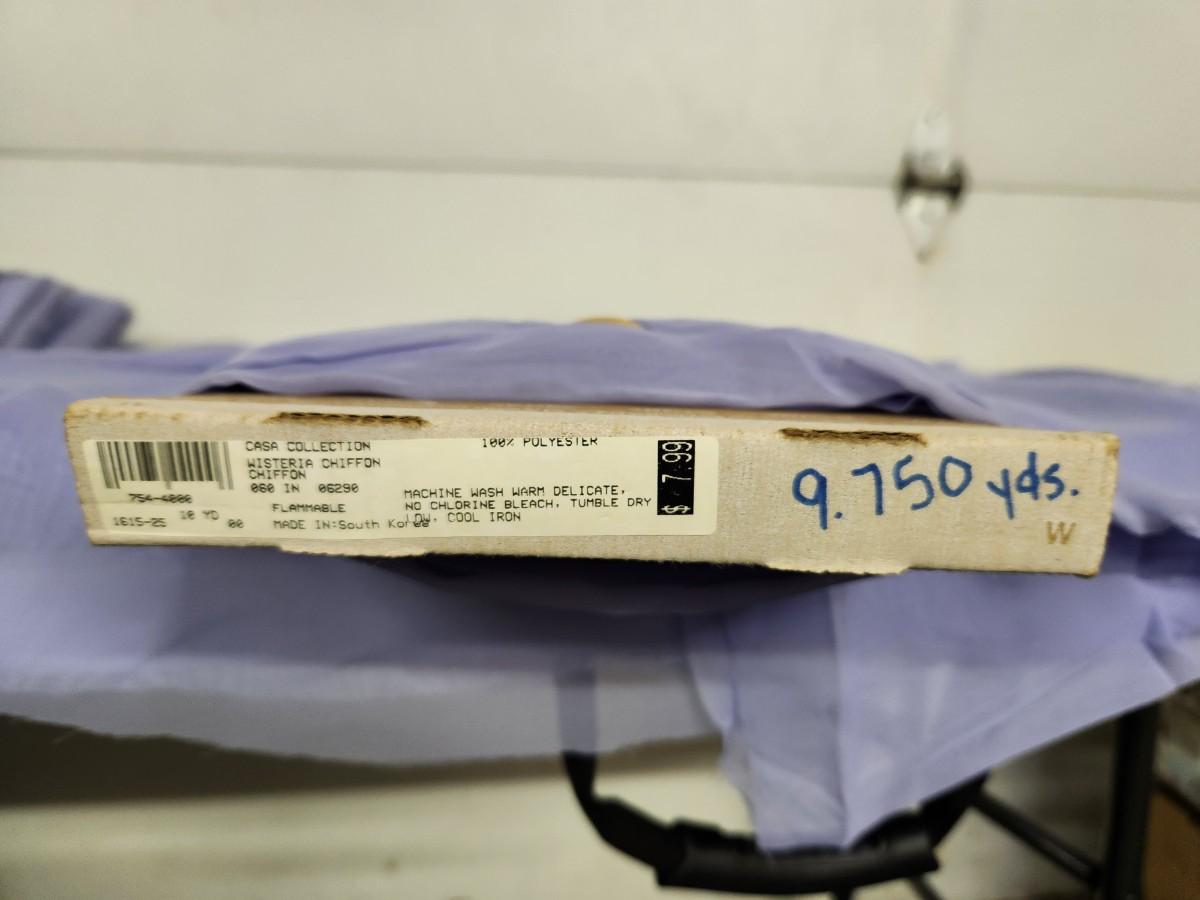 CASA COLLECTION
WISTERIA CHIFFON
CHIFFON
060 IN 06290
754-4000
FLAMMABLE
1615-25 10 YD 00
MADE IN:South Korea
100% POLYESTER
MACHINE WASH WARM DELICATE,
NO CHLORINE BLEACH, TUMBLE DRY
LOW, COOL IRON
$ 7.99
9.750 yds.
W